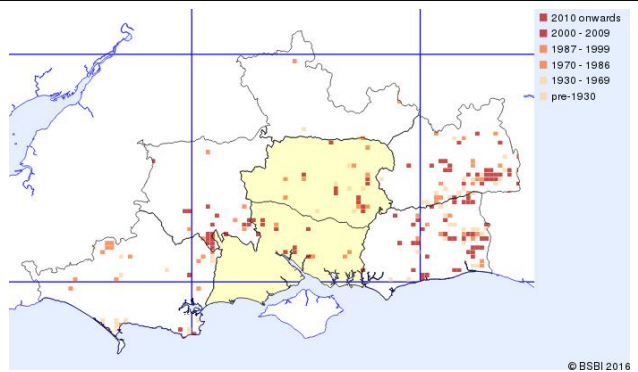 2010 onwards
2000 - 2009
1987 - 1999
1970 - 1986
1930 - 1969
pre-1930
© BSBI 2016